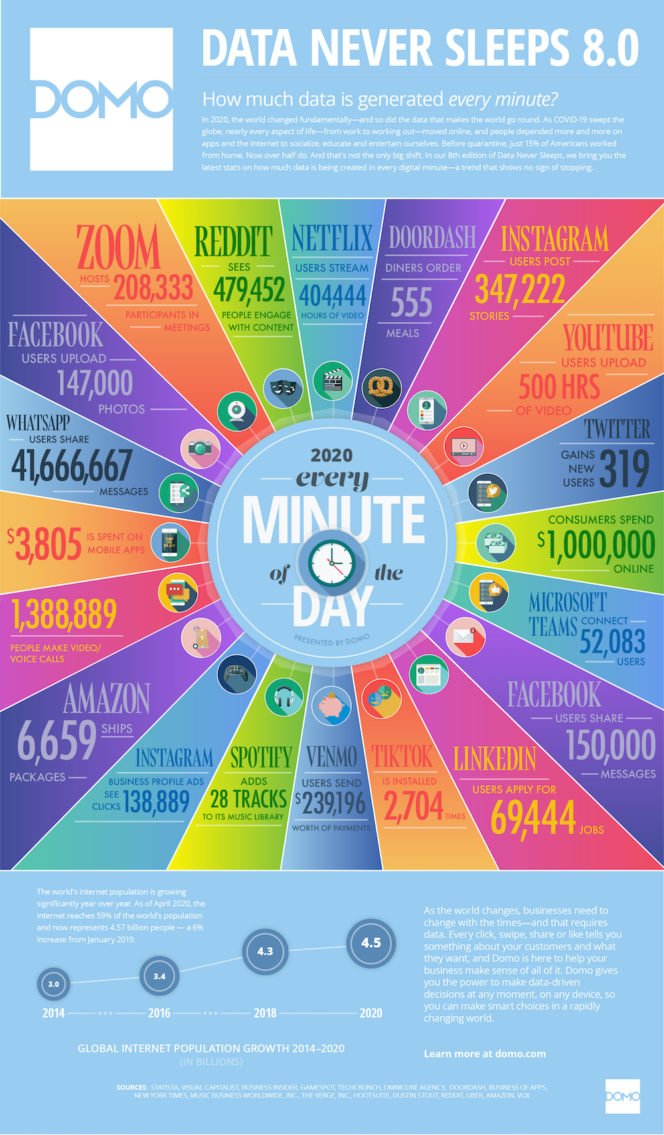 DOMO
DATA NEVER SLEEPS 8.0
How much data is generated every minute?
In 2020, the world changed fundamentally—and so did the data that makes the world go round. As COVID-19 swept the
globe, nearly every aspect of life—from work to working out—moved online, and people depended more and more on
apps and the Internet to socialize, educate and entertain ourselves. Before quarantine, just 15% of Americans worked
from home. Now over half do. And that's not the only big shift. In our 8th edition of Data Never Sleeps, we bring you the
latest stats on how much data is being created in every digital minute—a trend that shows no sign of stopping.
ZOOM
HOSTS 208,333
PARTICIPANTS IN
MEETINGS
REDDIT
SEES
479,452
PEOPLE ENGAGE
WITH CONTENT
NETFLIX
USERS STREAM
404,444
HOURS OF VIDEO
DOORDASH
DINERS ORDER
555
MEALS
INSTAGRAM
USERS POST
347,222
STORIES
YOUTUBE
USERS UPLOAD
500 HRS
OF VIDEO
TWITTER
GAINS
NEW
USERS 319
CONSUMERS SPEND
$1,000,000
ONLINE
MICROSOFT
TEAMS CONNECT
52,083
USERS
FACEBOOK
USERS SHARE
150,000
MESSAGES
LINKEDIN
USERS APPLY FOR
69,444 JOBS
TIKTOK
IS INSTALLED
2,704 TIMES
VENMO
USERS SEND
$239,196
WORTH OF PAYMENTS
SPOTIFY
ADDS
28 TRACKS
TO ITS MUSIC LIBRARY
INSTAGRAM
BUSINESS PROFILE ADS
SEE
CLICKS 138,889
AMAZON
6,659 SHIPS
PACKAGES
1,388,889
PEOPLE MAKE VIDEO/
VOICE CALLS
$3,805 IS SPENT ON
MOBILE APPS
WHATSAPP
USERS SHARE
41,666,667
MESSAGES
FACEBOOK
USERS UPLOAD
147,000
PHOTOS
2020
every
MINUTE
of the
DAY
PRESENTED BY DOMO
The world's internet population is growing
significantly year over year. As of April 2020, the
internet reaches 59% of the world's population
and now represents 4.57 billion people — a 6%
increase from January 2019.
3.0
3.4
4.3
4.5
2014
2016
2018
2020
GLOBAL INTERNET POPULATION GROWTH 2014–2020
(IN BILLIONS)
As the world changes, businesses need to
change with the times—and that requires
data. Every click, swipe, share or like tells you
something about your customers and what
they want, and Domo is here to help your
business make sense of all of it. Domo gives
you the power to make data-driven
decisions at any moment, on any device, so
you can make smart choices in a rapidly
changing world.
Learn more at domo.com
SOURCES: STATISTA, VISUAL CAPITALIST, BUSINESS INSIDER, GAMESPOT, TECHCRUNCH, OMNICORE AGENCY, DOORDASH, BUSINESS OF APPS,
NEW YORK TIMES, MUSIC BUSINESS WORLDWIDE, INC., THE VERGE, INC., HOOTSUITE, DUSTIN STOUT, REDDIT, UBER, AMAZON, VOX
DOMO